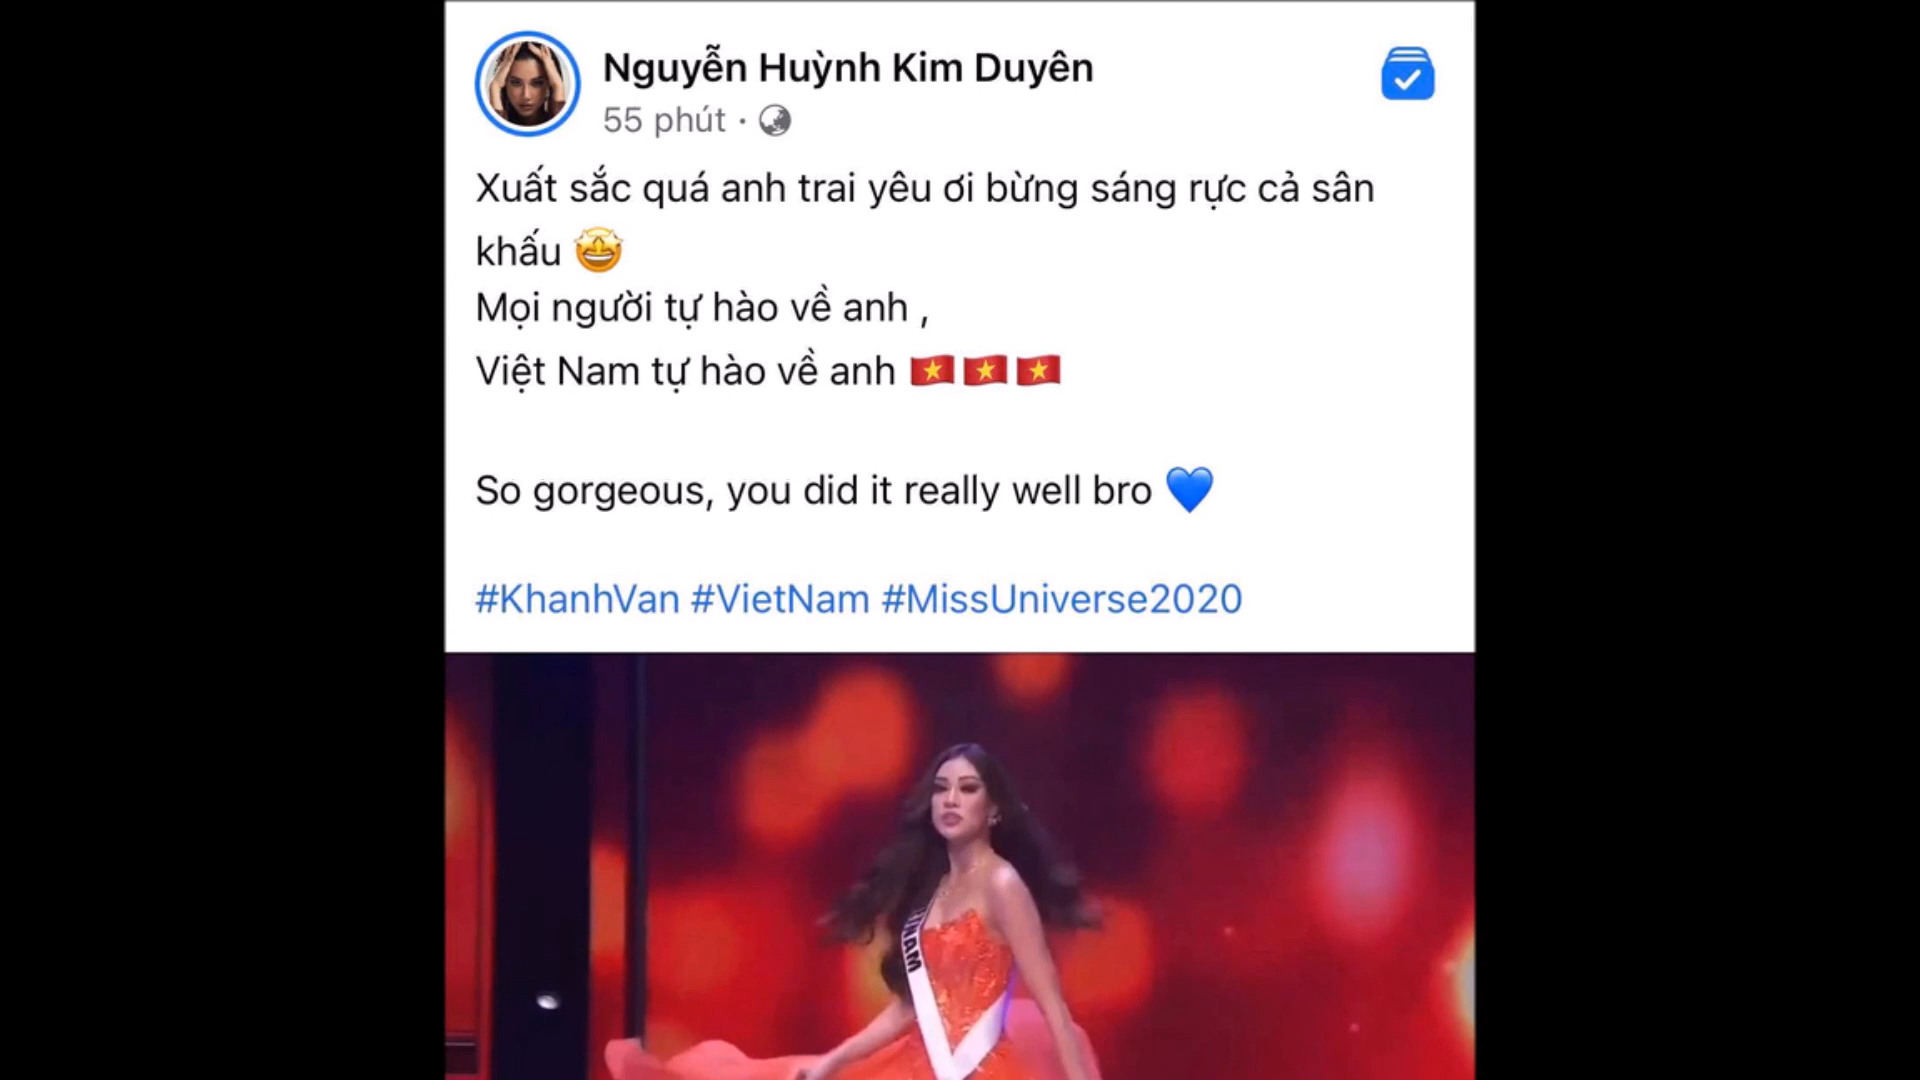 Nguyễn Huỳnh Kim Duyên
55 phút ·
Xuất sắc quá anh trai yêu ơi bừng sáng rực cả sân
khấu 🤩
Mọi người tự hào về anh ,
Việt Nam tự hào về anh 🇻🇳🇻🇳🇻🇳
So gorgeous, you did it really well bro 💙
#KhanhVan #VietNam #MissUniverse2020